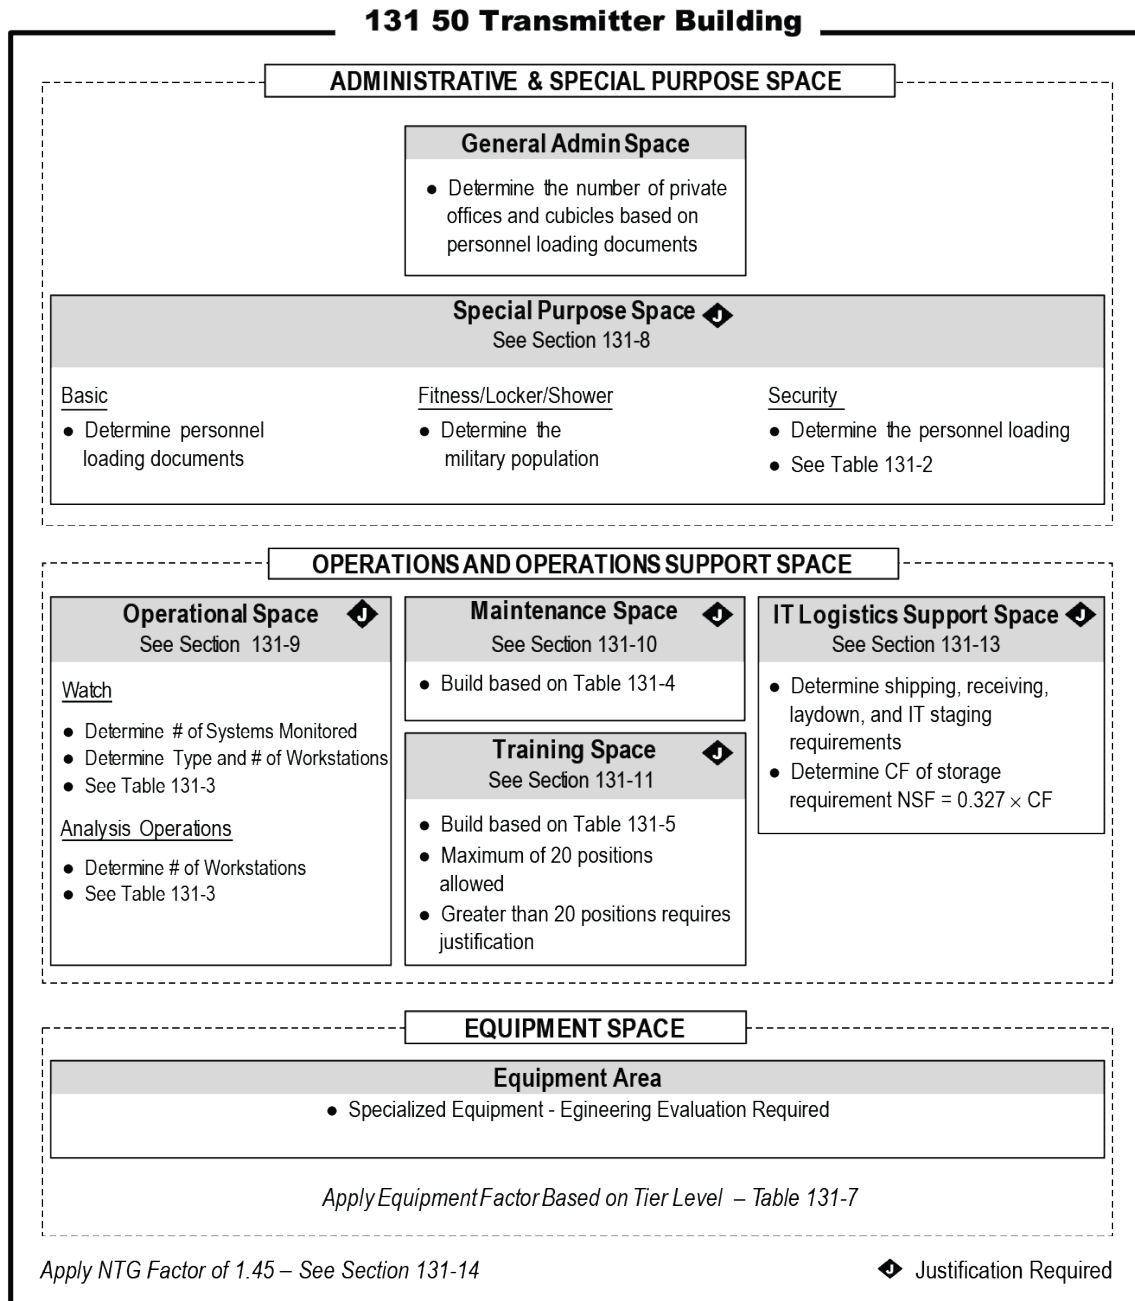 131 50 Transmitter Building
ADMINISTRATIVE & SPECIAL PURPOSE SPACE
General Admin Space
● Determine the number of private
offices and cubicles based on
personnel loading documents
Special Purpose Space J
See Section 131-8
Basic
● Determine personnel
loading documents
Fitness/Locker/Shower
● Determine the
military population
Security
● Determine the personnel loading
● See Table 131-2
OPERATIONS AND OPERATIONS SUPPORT SPACE
Operational Space J
See Section 131-9
Watch
● Determine # of Systems Monitored
● Determine Type and # of Workstations
● See Table 131-3
Analysis Operations
● Determine # of Workstations
● See Table 131-3
Maintenance Space J
See Section 131-10
● Build based on Table 131-4
Training Space J
See Section 131-11
● Build based on Table 131-5
● Maximum of 20 positions
allowed
● Greater than 20 positions requires
justification
IT Logistics Support Space J
See Section 131-13
● Determine shipping, receiving,
laydown, and IT staging
requirements
● Determine CF of storage
requirement NSF = 0.327 × CF
EQUIPMENT SPACE
Equipment Area
● Specialized Equipment - Egineering Evaluation Required
Apply Equipment Factor Based on Tier Level – Table 131-7
Apply NTG Factor of 1.45 – See Section 131-14
J Justification Required